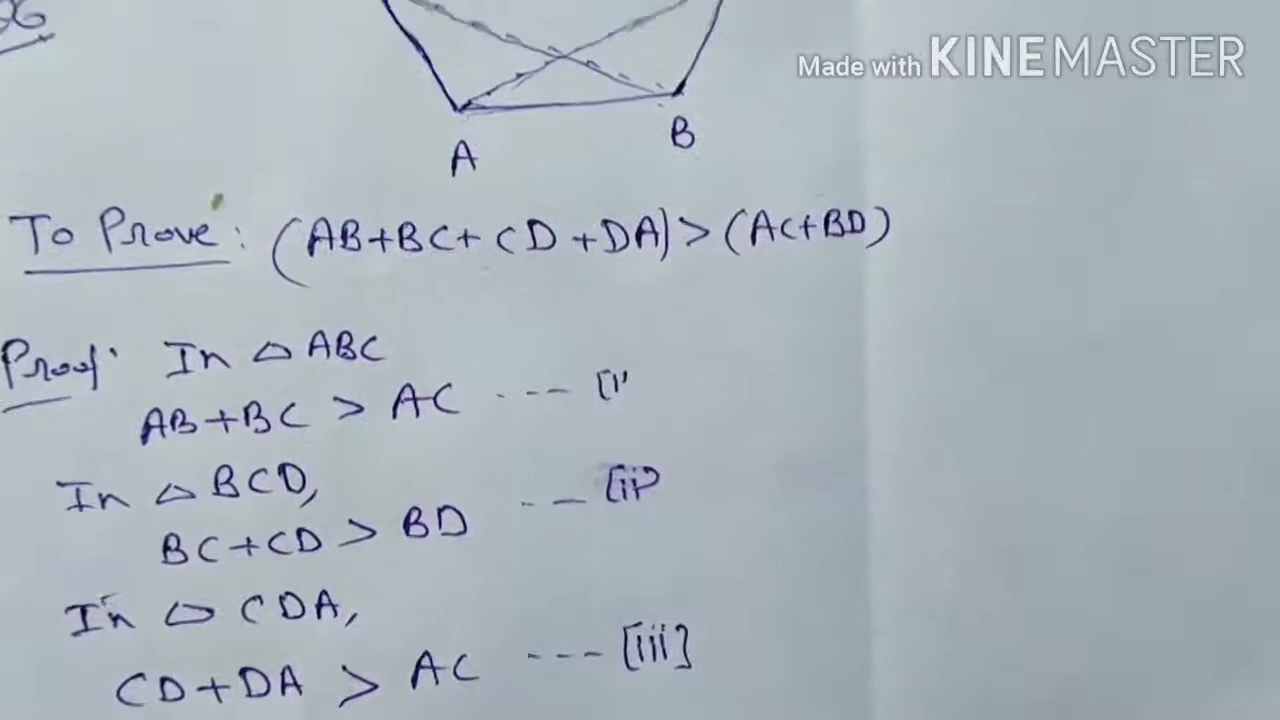 Made with KINEMASTER
A
B
To Prove: (AB+BC+CD+DA)>(AC+BD)
Proof: In △ABC
AB+BC > AC --- (i)
In △BCD,
BC+CD > BD -- (ii)
In △CDA,
CD+DA > AC --- [iii]